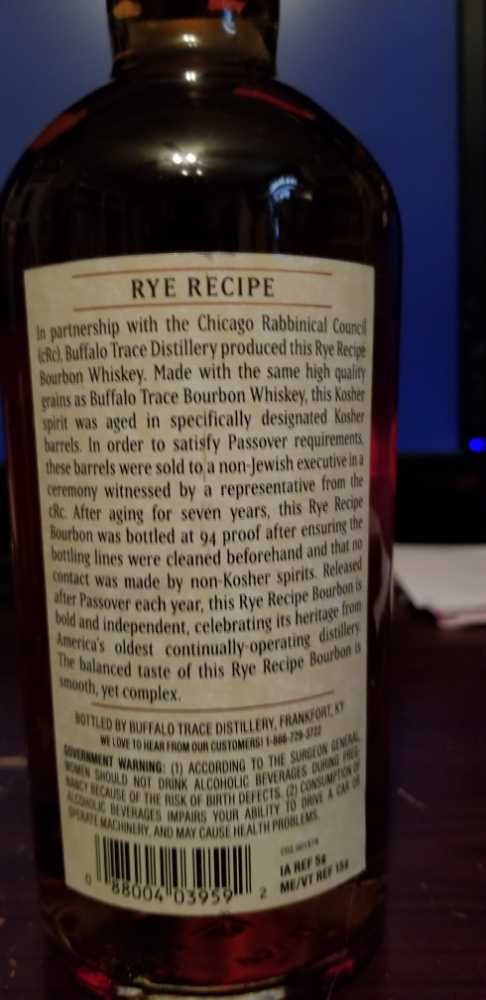 RYE RECIPE
In partnership with the Chicago Rabbinical Council
(cRc), Buffalo Trace Distillery produced this Rye Recipe
Bourbon Whiskey. Made with the same high quality
grains as Buffalo Trace Bourbon Whiskey, this Kosher
spirit was aged in specifically designated Kosher
barrels. In order to satisfy Passover requirements,
these barrels were sold to a non-Jewish executive in a
ceremony witnessed by a representative from the
cRc. After aging for seven years, this Rye Recipe
Bourbon was bottled at 94 proof after ensuring the
bottling lines were cleaned beforehand and that no
contact was made by non-Kosher spirits. Released
after Passover each year, this Rye Recipe Bourbon is
bold and independent, celebrating its heritage from
America's oldest continually-operating distillery.
The balanced taste of this Rye Recipe Bourbon is
smooth, yet complex.
BOTTLED BY BUFFALO TRACE DISTILLERY, FRANKFORT, KY
WE LOVE TO HEAR FROM OUR CUSTOMERS! 1-866-729-3722
GOVERNMENT WARNING: (1) ACCORDING TO THE SURGEON GENERAL,
WOMEN SHOULD NOT DRINK ALCOHOLIC BEVERAGES DURING PREG-
NANCY BECAUSE OF THE RISK OF BIRTH DEFECTS. (2) CONSUMPTION OF
ALCOHOLIC BEVERAGES IMPAIRS YOUR ABILITY TO DRIVE A CAR OR
OPERATE MACHINERY, AND MAY CAUSE HEALTH PROBLEMS.
IA REF 5¢
ME/VT REF 15¢
0 88004 03959 2